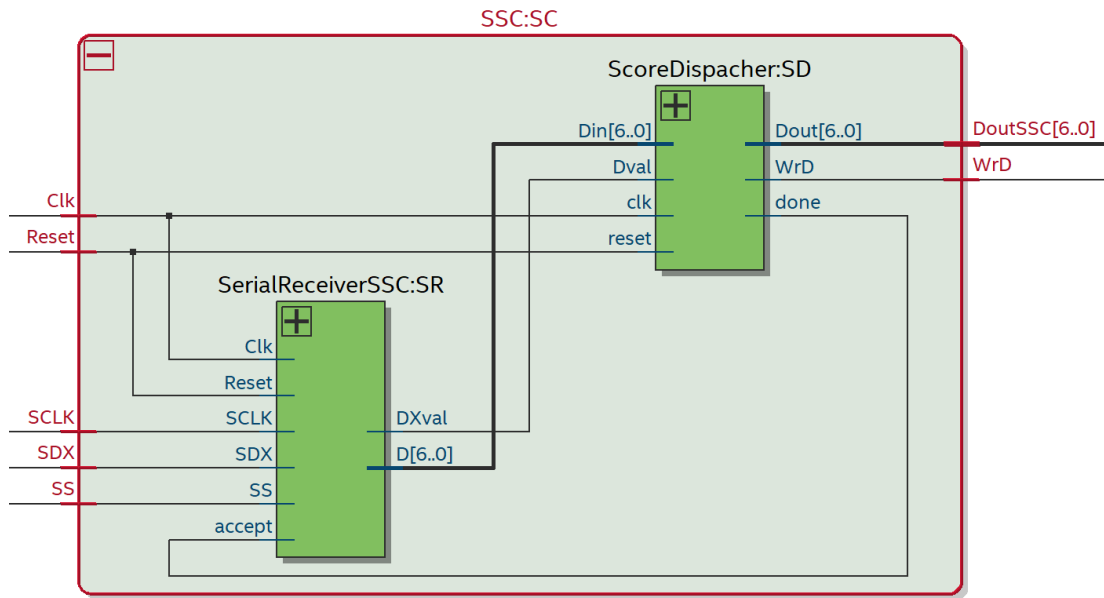 SSC:SC
ScoreDispacher:SD
Din[6..0]
Dout[6..0]
DoutSSC[6..0]
Dval
WrD
WrD
Clk
clk
done
Reset
reset
SerialReceiverSSC:SR
Clk
Reset
SCLK
SCLK
DXval
SDX
SDX
D[6..0]
SS
SS
accept